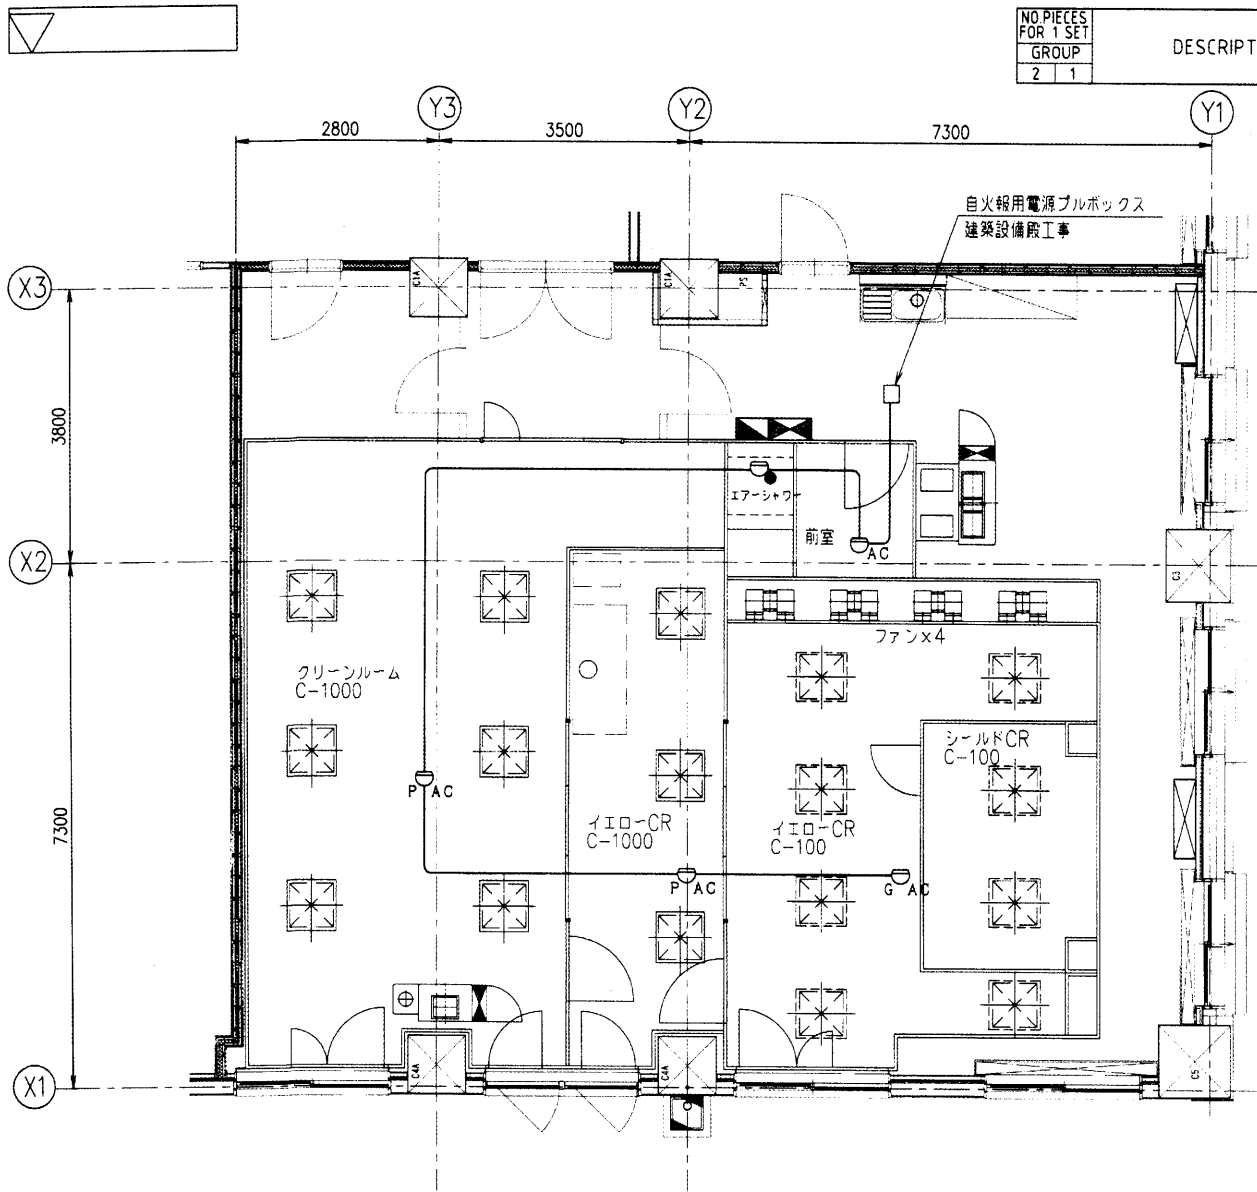 NO.PIECES
FOR 1 SET
GROUP
2 1
DESCRIPT
Y3
Y2
Y1
2800
3500
7300
自火報用電源プルボックス
建築設備殿工事
X3
C1A
C1A
PS
3800
エアーシャワー
前室
AC
X2
C3
ファンx4
クリーンルーム
C-1000
シールドCR
C-100
P AC
イエローCR
C-1000
イエローCR
C-100
7300
P AC
G AC
X1
C4A
C4A
C5